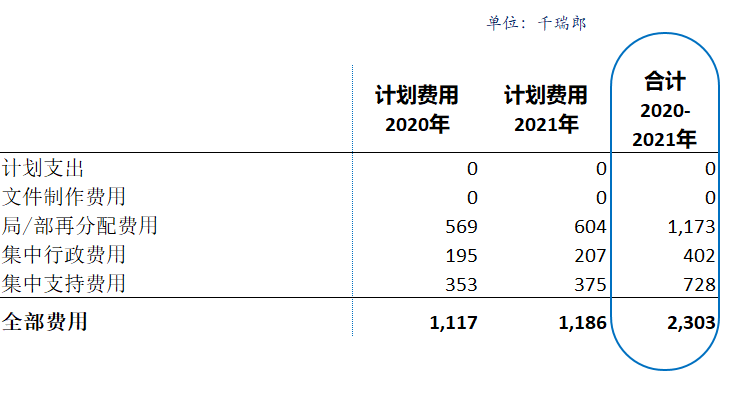 单位：千瑞郎
计划费用 计划费用 合计
2020年 2021年 2020-
2021年
计划支出 0 0 0
文件制作费用 0 0 0
局/部再分配费用 569 604 1,173
集中行政费用 195 207 402
集中支持费用 353 375 728
全部费用 1,117 1,186 2,303